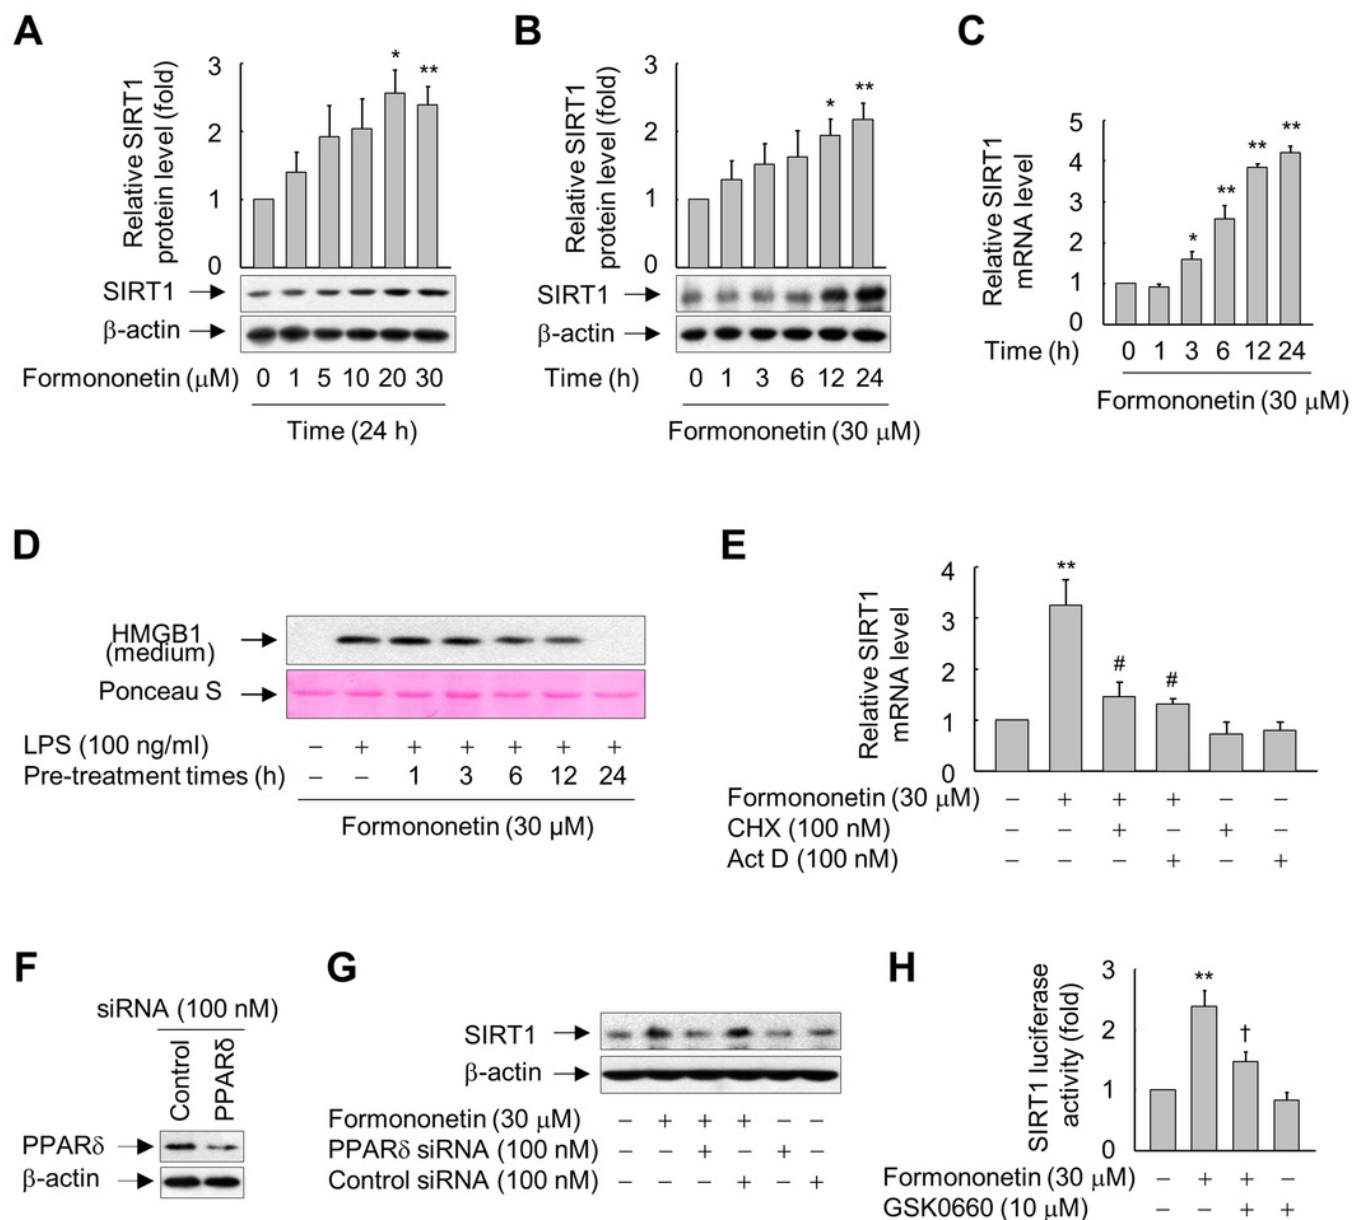 A
Relative SIRT1
protein level (fold)
3
2
1
0
*
**
SIRT1
β-actin
Formononetin (μM) 0 1 5 10 20 30
Time (24 h)
B
Relative SIRT1
protein level (fold)
3
2
1
0
*
**
SIRT1
β-actin
Time (h) 0 1 3 6 12 24
Formononetin (30 μM)
C
Relative SIRT1
mRNA level
5
4
3
2
1
0
*
**
**
**
Time (h) 0 1 3 6 12 24
Formononetin (30 μM)
D
HMGB1
(medium)
Ponceau S
LPS (100 ng/ml) – + + + + + +
Pre-treatment times (h) – – 1 3 6 12 24
Formononetin (30 µM)
E
Relative SIRT1
mRNA level
4
3
2
1
0
**
#
#
Formononetin (30 μM) – + + + – –
CHX (100 nM) – – + – + –
Act D (100 nM) – – – + – +
F
siRNA (100 nM)
Control
PPARδ
PPARδ
β-actin
G
SIRT1
β-actin
Formononetin (30 μM) – + + + – –
PPARδ siRNA (100 nM) – – + – + –
Control siRNA (100 nM) – – – + – +
H
SIRT1 luciferase
activity (fold)
3
2
1
0
**
†
Formononetin (30 μM) – + + –
GSK0660 (10 μM) – – + +